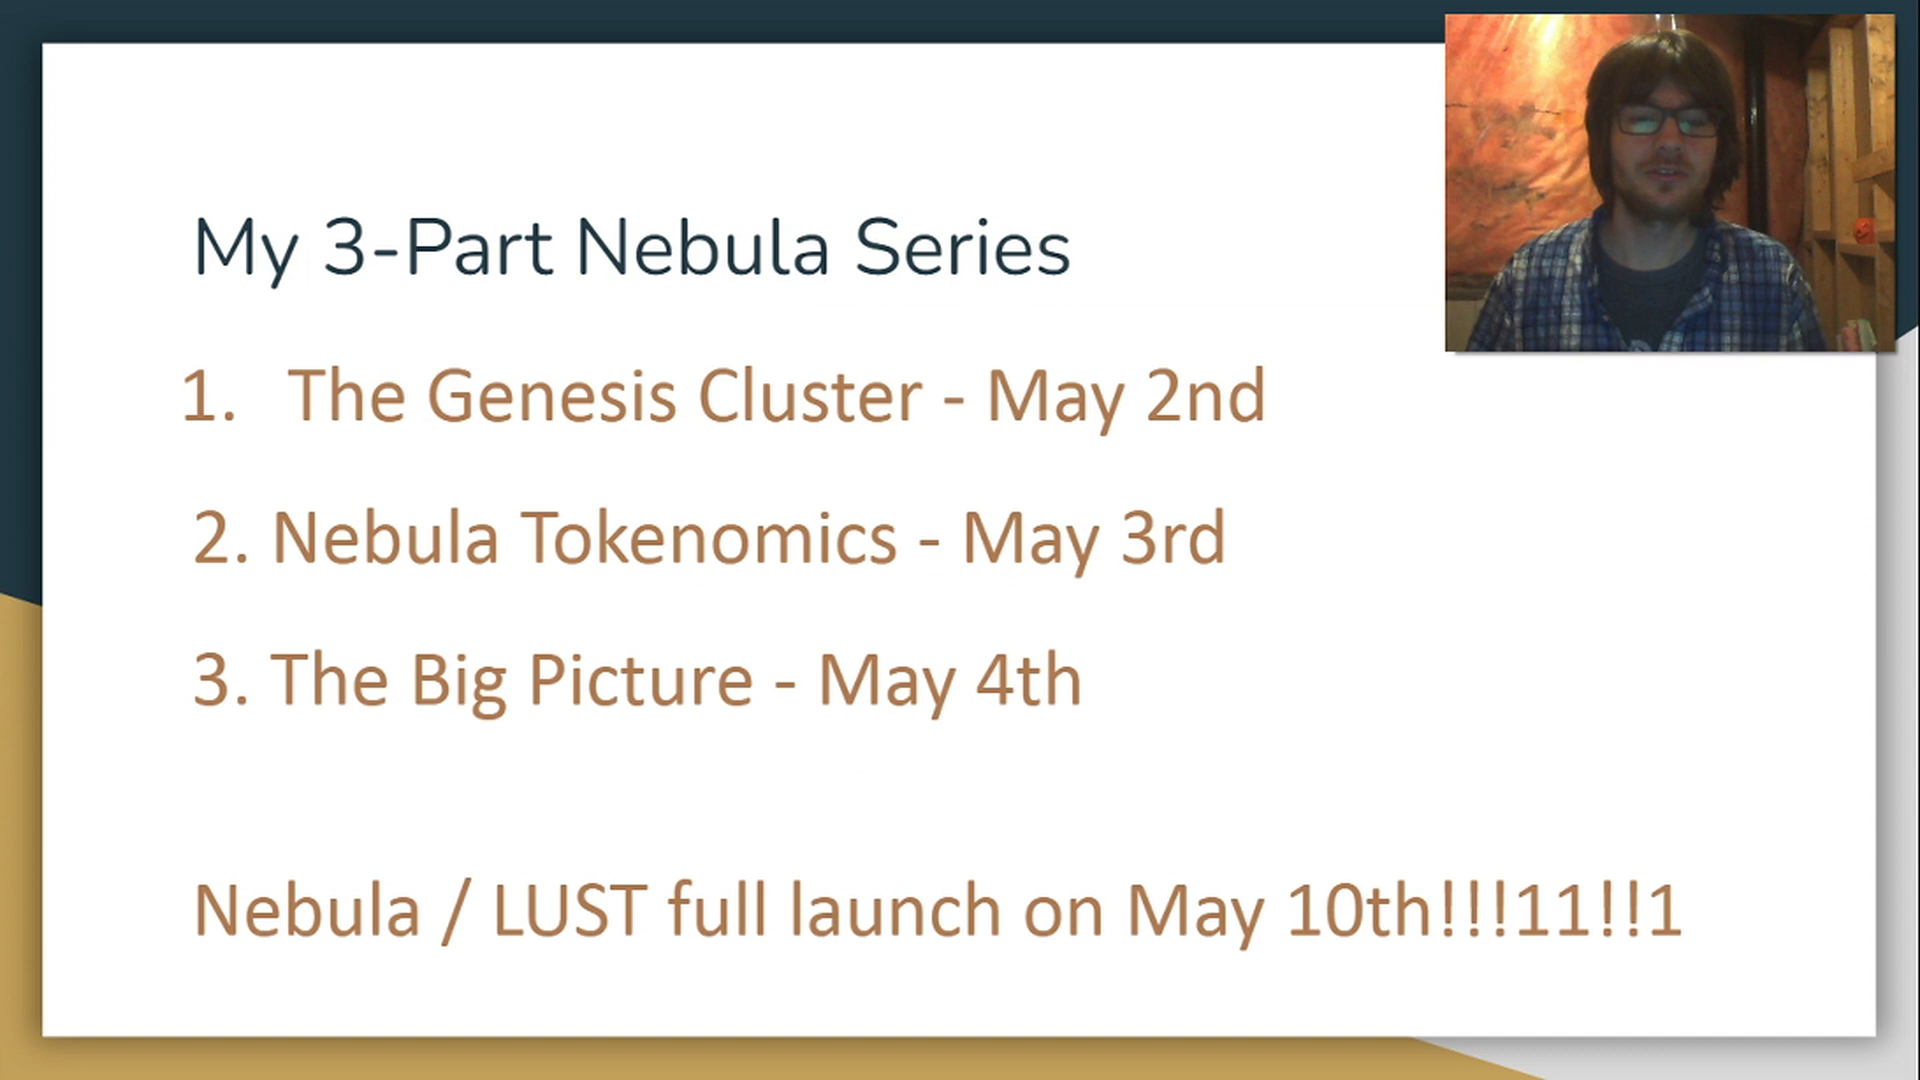 My 3-Part Nebula Series
1. The Genesis Cluster - May 2nd
2. Nebula Tokenomics - May 3rd
3. The Big Picture - May 4th
Nebula / LUST full launch on May 10th!!!11!!1